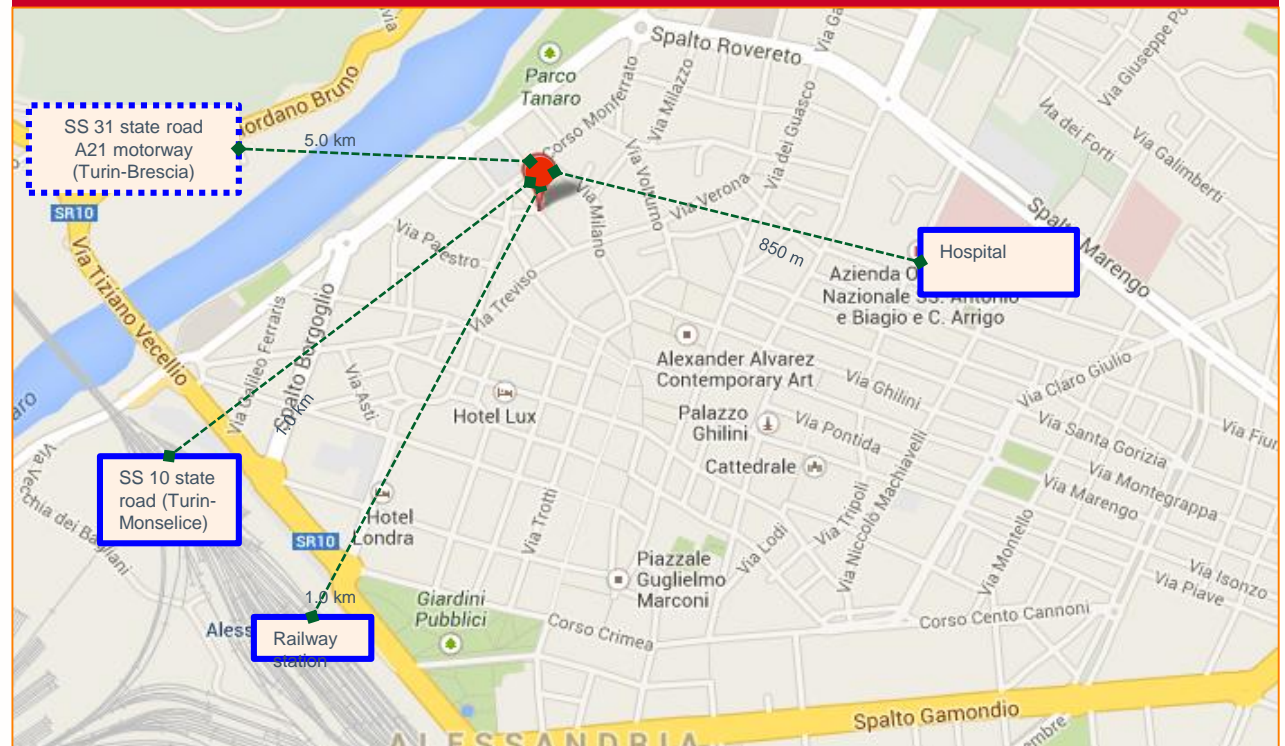 Spalto Rovereto
Via Giuseppe Po
Parco
Tanaro
Corso Monferrato
Via Milazzo
Via dei Guasco
Via dei Forti
Via Galimberti
iordano Bruno
SS 31 state road
A21 motorway
(Turin-Brescia)
5.0 km
Via Volturno
Via Verona
Via Milano
SR10
Via Tiziano Vecellio
Via Palestro
Via Treviso
850 m
Hospital
Spalto Marengo
Azienda O
Nazionale SS. Antonio
e Biagio e C. Arrigo
Via Galileo Ferraris
Spalto Borgoglio
1.0 km
Via Asti
Hotel Lux
Alexander Alvarez
Contemporary Art
Via Ghilini
Via Claro Giulio
Palazzo
Ghilini
Via Pontida
Cattedrale
Via Santa Gorizia
Via Montegrappa
Via Marengo
Via Fiu
aro
Via Vecchia dei Bagliani
SS 10 state
road (Turin-
Monselice)
Hotel
Londra
SR10
Via Trotti
Via Lodi
Via Tripoli
Via Niccolò Machiavelli
Via Montello
Via Isonzo
Via Piave
Piazzale
Guglielmo
Marconi
1.0 km
Giardini
Pubblici
Corso Crimea
Corso Cento Cannoni
Aless
Railway
station
Spalto Gamondio
ALESSANDRIA